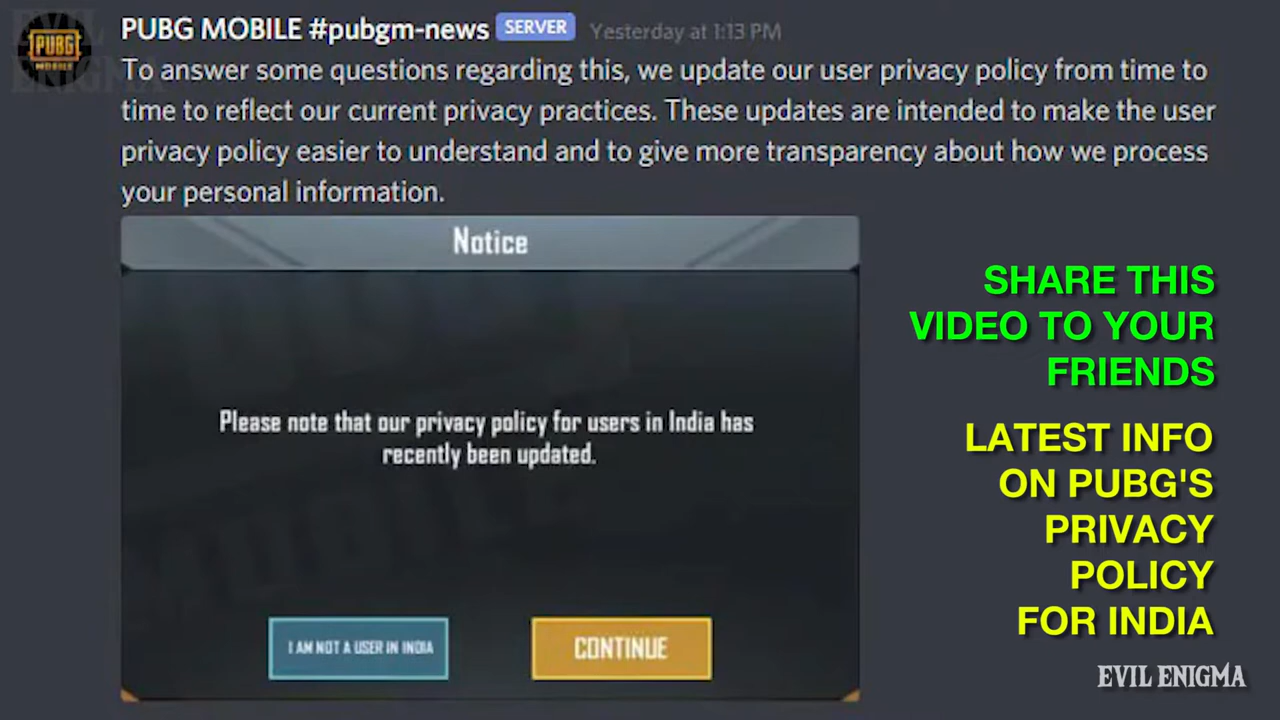 PUBG MOBILE #pubgm-news SERVER Yesterday at 1:13 PM
PUBG
MOBILE
EVIL
ENIGMA
To answer some questions regarding this, we update our user privacy policy from time to
time to reflect our current privacy practices. These updates are intended to make the user
privacy policy easier to understand and to give more transparency about how we process
your personal information.
Notice
Please note that our privacy policy for users in India has
recently been updated.
I AM NOT A USER IN INDIA
CONTINUE
SHARE THIS
VIDEO TO YOUR
FRIENDS
LATEST INFO
ON PUBG'S
PRIVACY
POLICY
FOR INDIA
EVIL ENIGMA